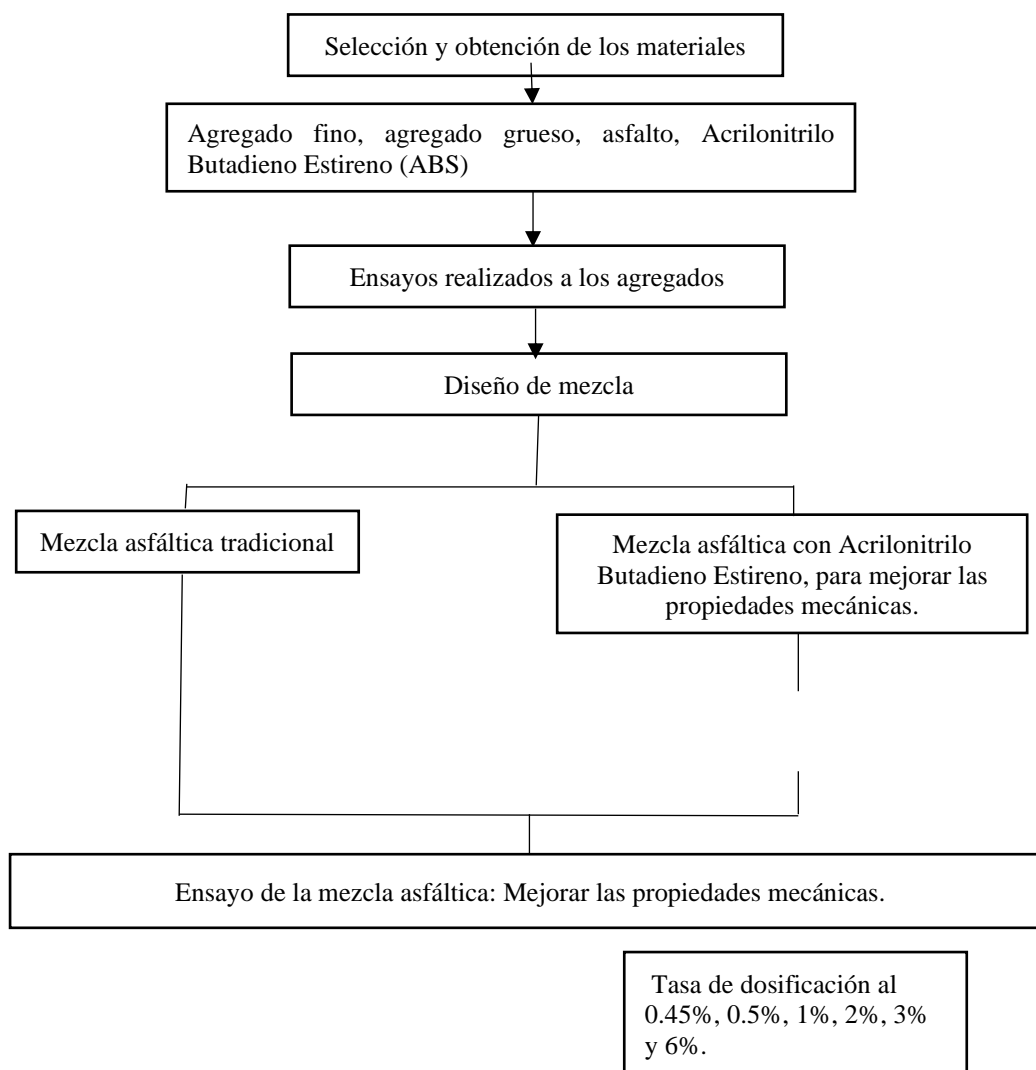 Selección y obtención de los materiales
Agregado fino, agregado grueso, asfalto, Acrilonitrilo
Butadieno Estireno (ABS)
Ensayos realizados a los agregados
Diseño de mezcla
Mezcla asfáltica tradicional
Mezcla asfáltica con Acrilonitrilo
Butadieno Estireno, para mejorar las
propiedades mecánicas.
Ensayo de la mezcla asfáltica: Mejorar las propiedades mecánicas.
Tasa de dosificación al
0.45%, 0.5%, 1%, 2%, 3%
y 6%.